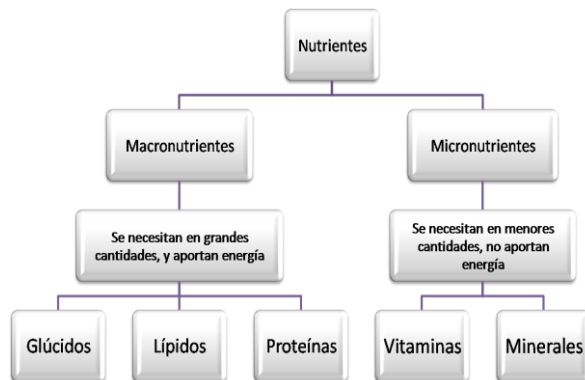 Nutrientes
Macronutrientes
Micronutrientes
Se necesitan en grandes
cantidades, y aportan energía
Se necesitan en menores
cantidades, no aportan
energía
Glúcidos
Lípidos
Proteínas
Vitaminas
Minerales